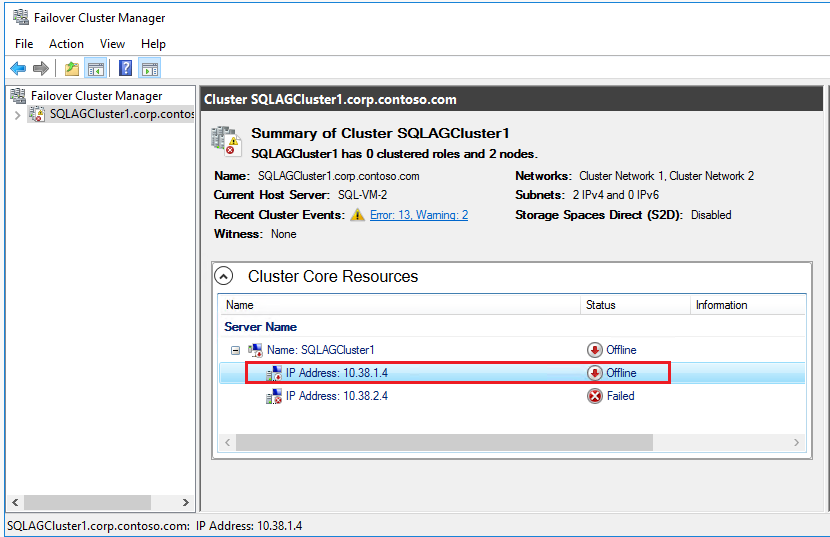 Failover Cluster Manager
File Action View Help
Failover Cluster Manager
SQLAGCluster1.corp.contos
Cluster SQLAGCluster1.corp.contoso.com
Summary of Cluster SQLAGCluster1
SQLAGCluster1 has 0 clustered roles and 2 nodes.
Name: SQLAGCluster1.corp.contoso.com Networks: Cluster Network 1, Cluster Network 2
Current Host Server: SQL-VM-2 Subnets: 2 IPv4 and 0 IPv6
Recent Cluster Events: Error: 13, Warning: 2 Storage Spaces Direct (S2D): Disabled
Witness: None
Cluster Core Resources
Name Status Information
Server Name
Name: SQLAGCluster1 Offline
IP Address: 10.38.1.4 Offline
IP Address: 10.38.2.4 Failed
SQLAGCluster1.corp.contoso.com: IP Address: 10.38.1.4